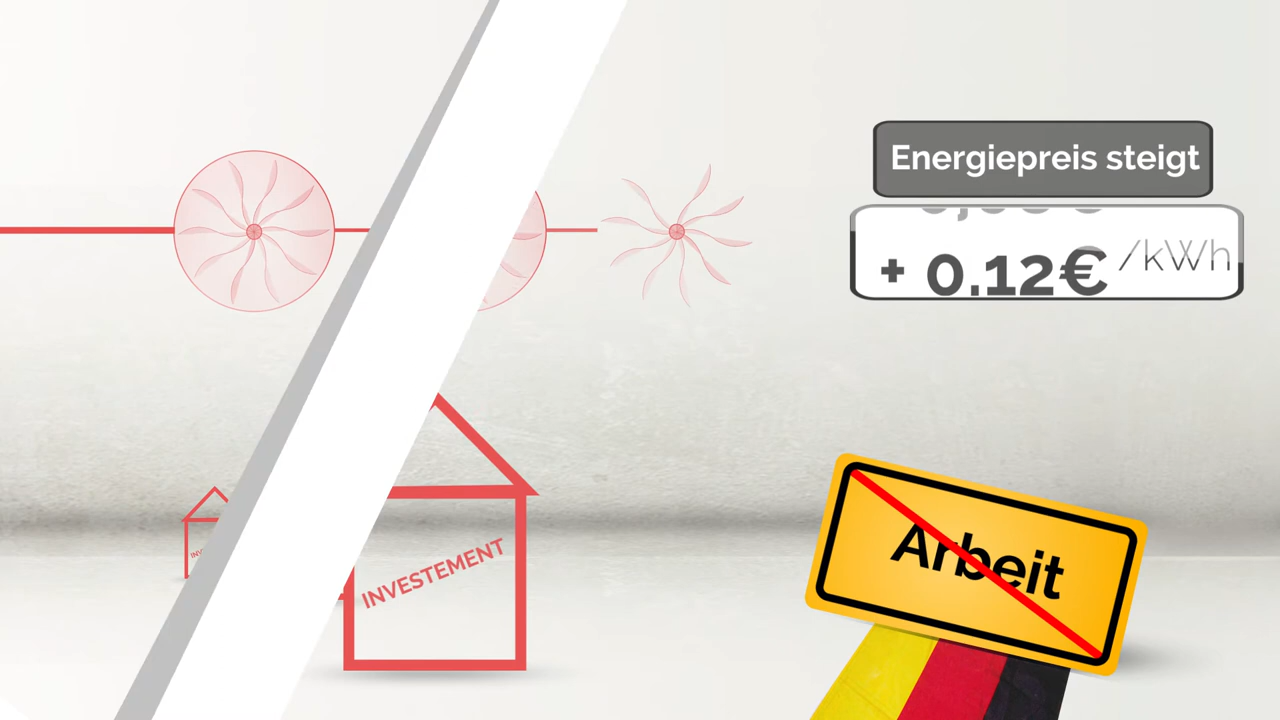 Energiepreis steigt
+ 0.12€ /kWh
INVESTEMENT
Arbeit